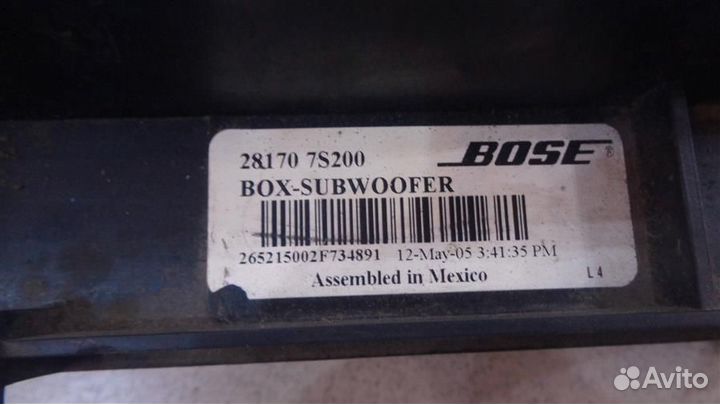 28170 7S200
BOSE®
BOX-SUBWOOFER
265215002F734891 12-May-05 3:41:35 PM
Assembled in Mexico
L4
Avito